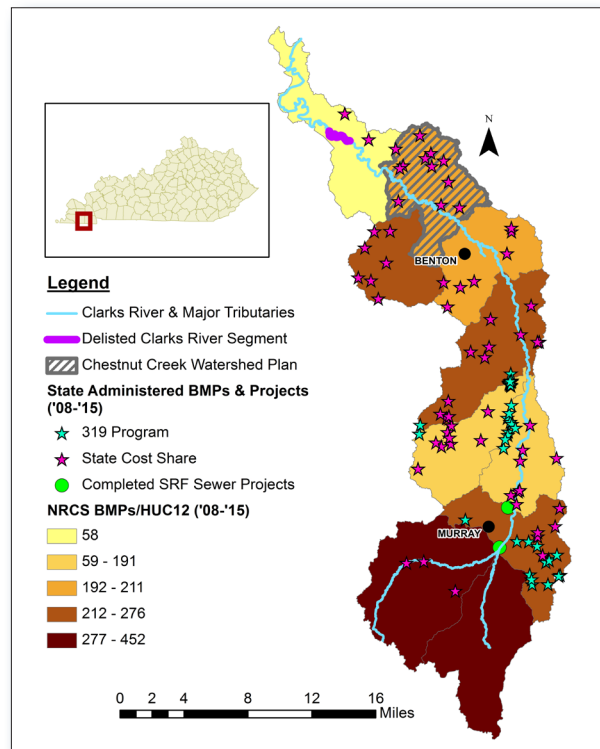 N
BENTON
Legend
Clarks River & Major Tributaries
Delisted Clarks River Segment
Chestnut Creek Watershed Plan
State Administered BMPs & Projects
('08-'15)
319 Program
State Cost Share
Completed SRF Sewer Projects
NRCS BMPs/HUC12 ('08-'15)
58
59 - 191
192 - 211
212 - 276
277 - 452
MURRAY
0 4 8 12 16
Miles